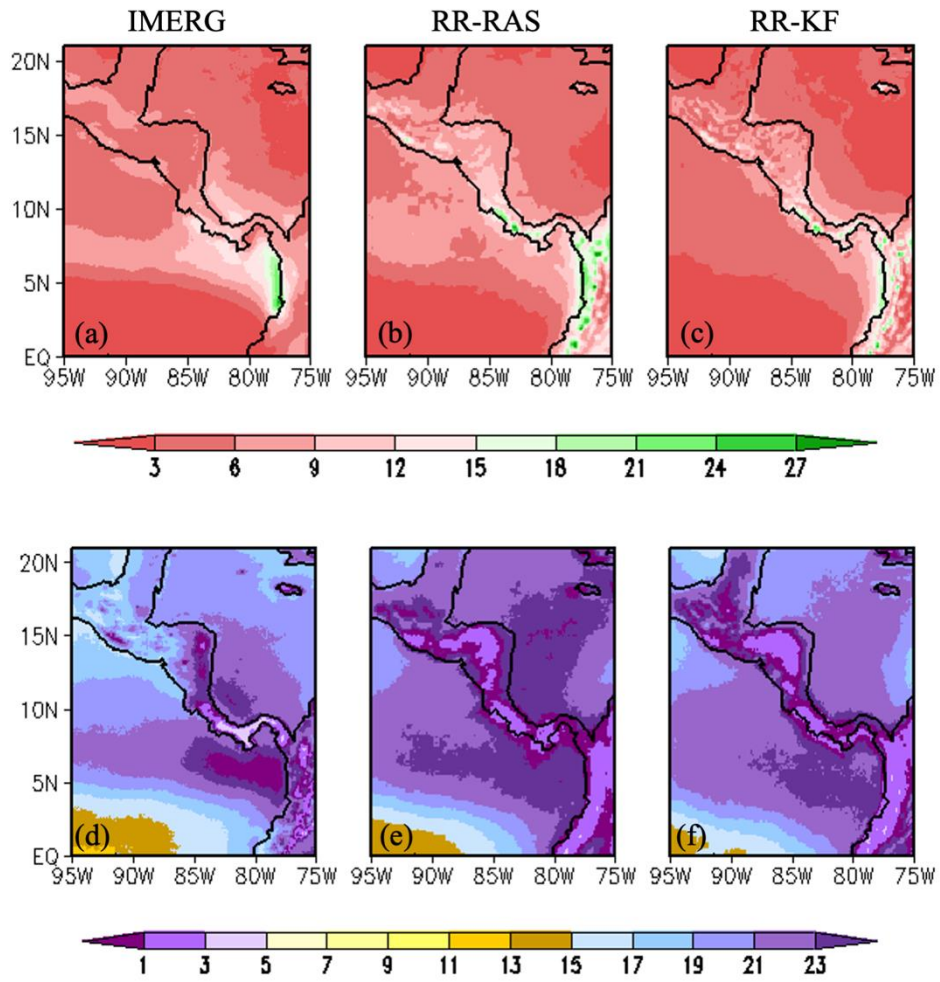 IMERG RR-RAS RR-KF
20N
15N
10N
5N
EQ
(a) (b) (c)
95W 90W 85W 80W 75W 95W 90W 85W 80W 75W 95W 90W 85W 80W 75W
3 6 9 12 15 18 21 24 27
20N
15N
10N
5N
EQ
(d) (e) (f)
95W 90W 85W 80W 75W 95W 90W 85W 80W 75W 95W 90W 85W 80W 75W
1 3 5 7 9 11 13 15 17 19 21 23